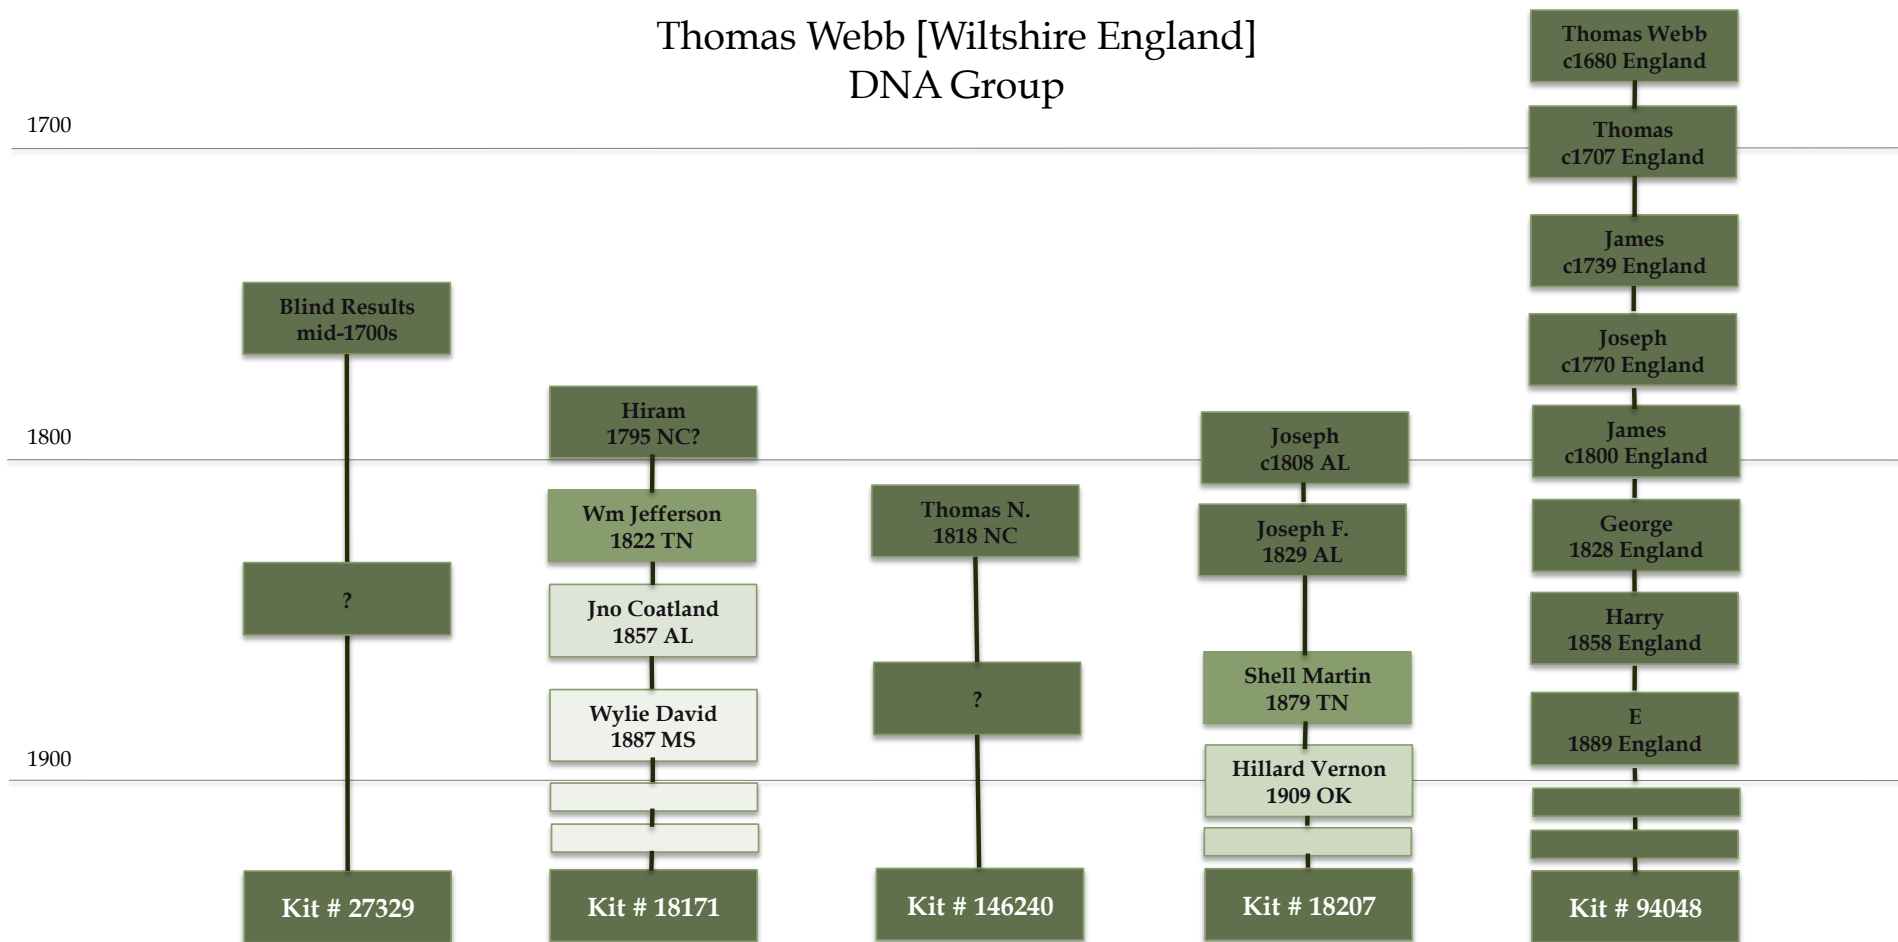 Thomas Webb [Wiltshire England]
DNA Group
1700
1800
1900
Blind Results
mid-1700s
?
Kit # 27329
Hiram
1795 NC?
Wm Jefferson
1822 TN
Jno Coatland
1857 AL
Wylie David
1887 MS
Kit # 18171
Thomas N.
1818 NC
?
Kit # 146240
Joseph
c1808 AL
Joseph F.
1829 AL
Shell Martin
1879 TN
Hillard Vernon
1909 OK
Kit # 18207
Thomas Webb
c1680 England
Thomas
c1707 England
James
c1739 England
Joseph
c1770 England
James
c1800 England
George
1828 England
Harry
1858 England
E
1889 England
Kit # 94048